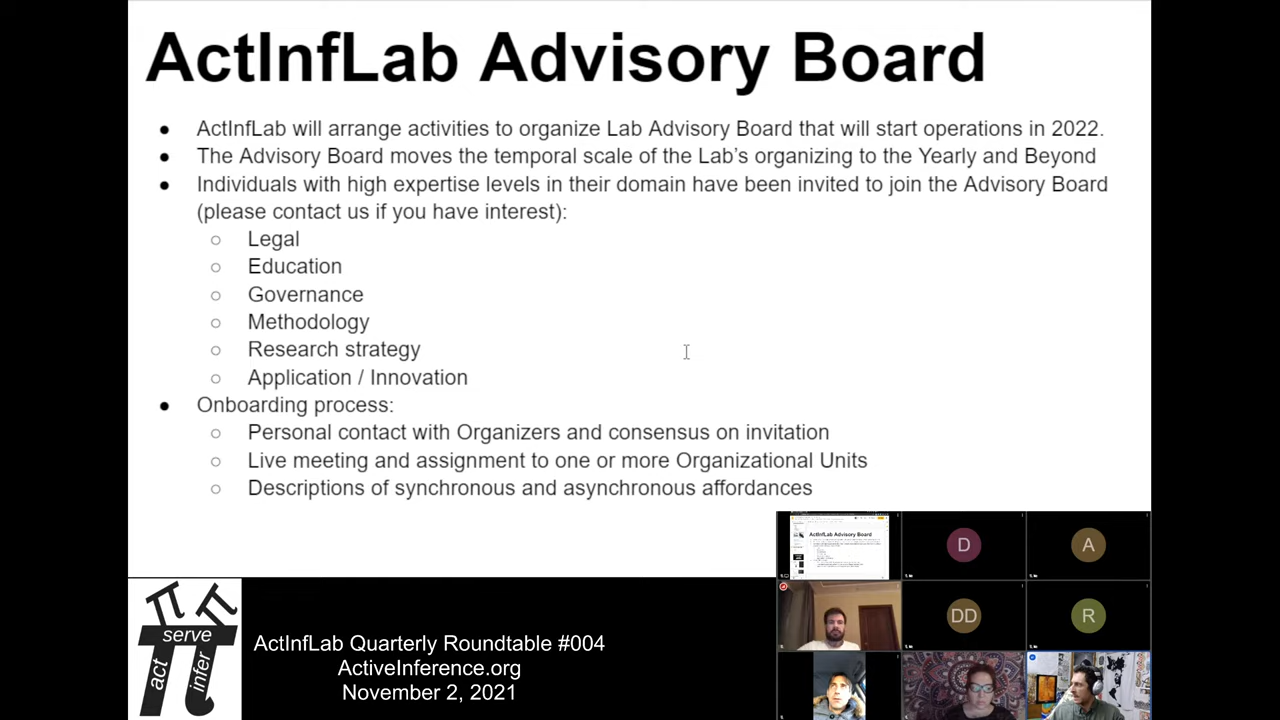 ActInfLab Advisory Board
● ActInfLab will arrange activities to organize Lab Advisory Board that will start operations in 2022.
● The Advisory Board moves the temporal scale of the Lab's organizing to the Yearly and Beyond
● Individuals with high expertise levels in their domain have been invited to join the Advisory Board
(please contact us if you have interest):
○ Legal
○ Education
○ Governance
○ Methodology
○ Research strategy
○ Application / Innovation
● Onboarding process:
○ Personal contact with Organizers and consensus on invitation
○ Live meeting and assignment to one or more Organizational Units
○ Descriptions of synchronous and asynchronous affordances
ActInfLab Advisory Board
D
A
DD
R
serve
act
infer
ActInfLab Quarterly Roundtable #004
ActiveInference.org
November 2, 2021